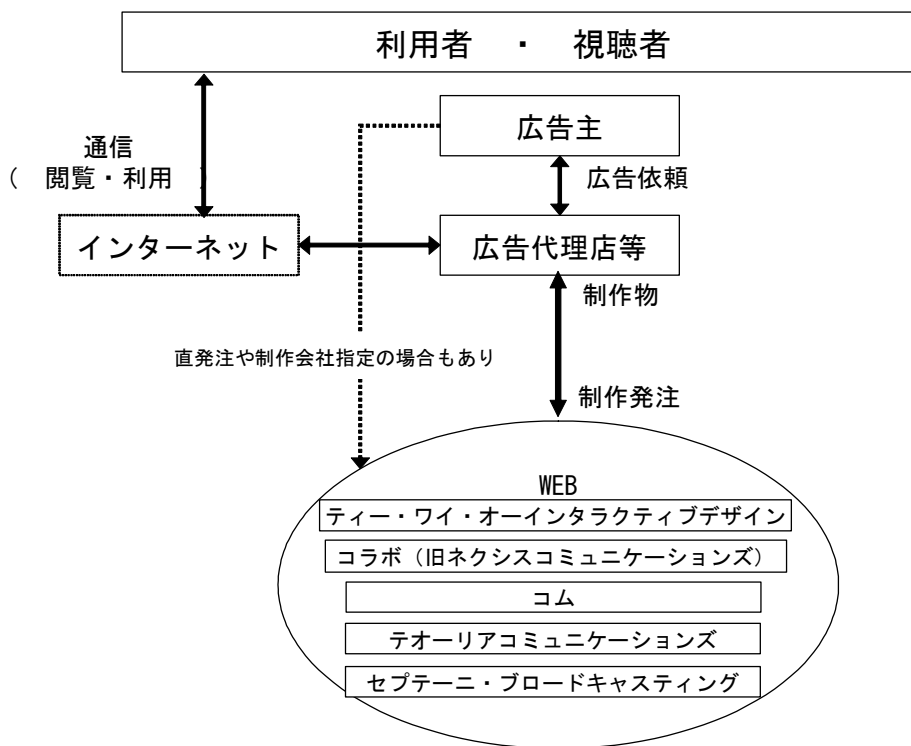 利用者 ・ 視聴者
広告主
通信
( 閲覧・利用 )
広告依頼
インターネット
広告代理店等
制作物
直発注や制作会社指定の場合もあり
制作発注
WEB
ティー・ワイ・オーインタラクティブデザイン
コラボ（旧ネクシスコミュニケーションズ）
コム
テオーリアコミュニケーションズ
セプテーニ・ブロードキャスティング